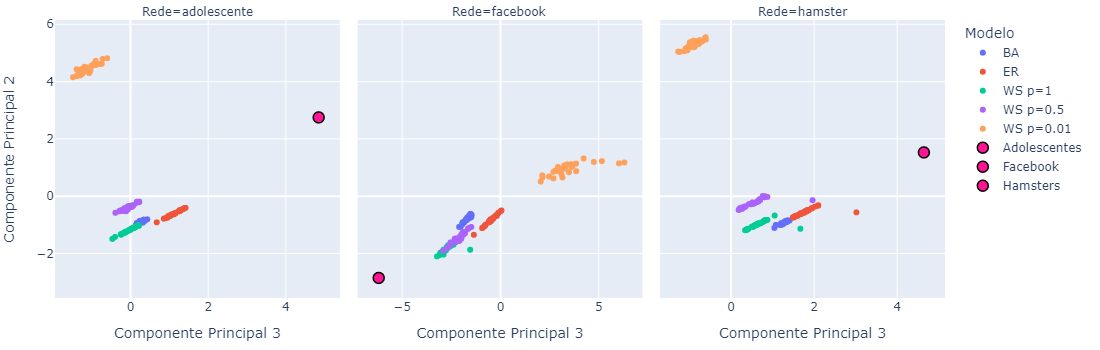 Rede=adolescente
Rede=facebook
Rede=hamster
Modelo
BA
ER
WS p=1
WS p=0.5
WS p=0.01
Adolescentes
Facebook
Hamsters
Componente Principal 2
6
4
2
0
−2
0 2 4
−5 0 5
0 2 4
Componente Principal 3
Componente Principal 3
Componente Principal 3